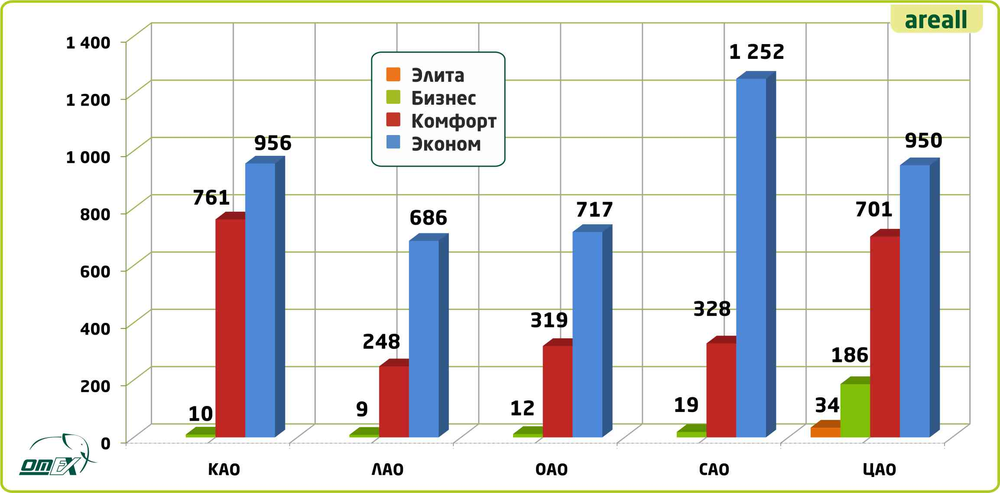 areall
1 400
1 200
1 000
800
600
400
200
0
Элита
Бизнес
Комфорт
Эконом
10
761
956
9
248
686
12
319
717
19
328
1 252
34
186
701
950
КАО
ЛАО
ОАО
САО
ЦАО
OMEX